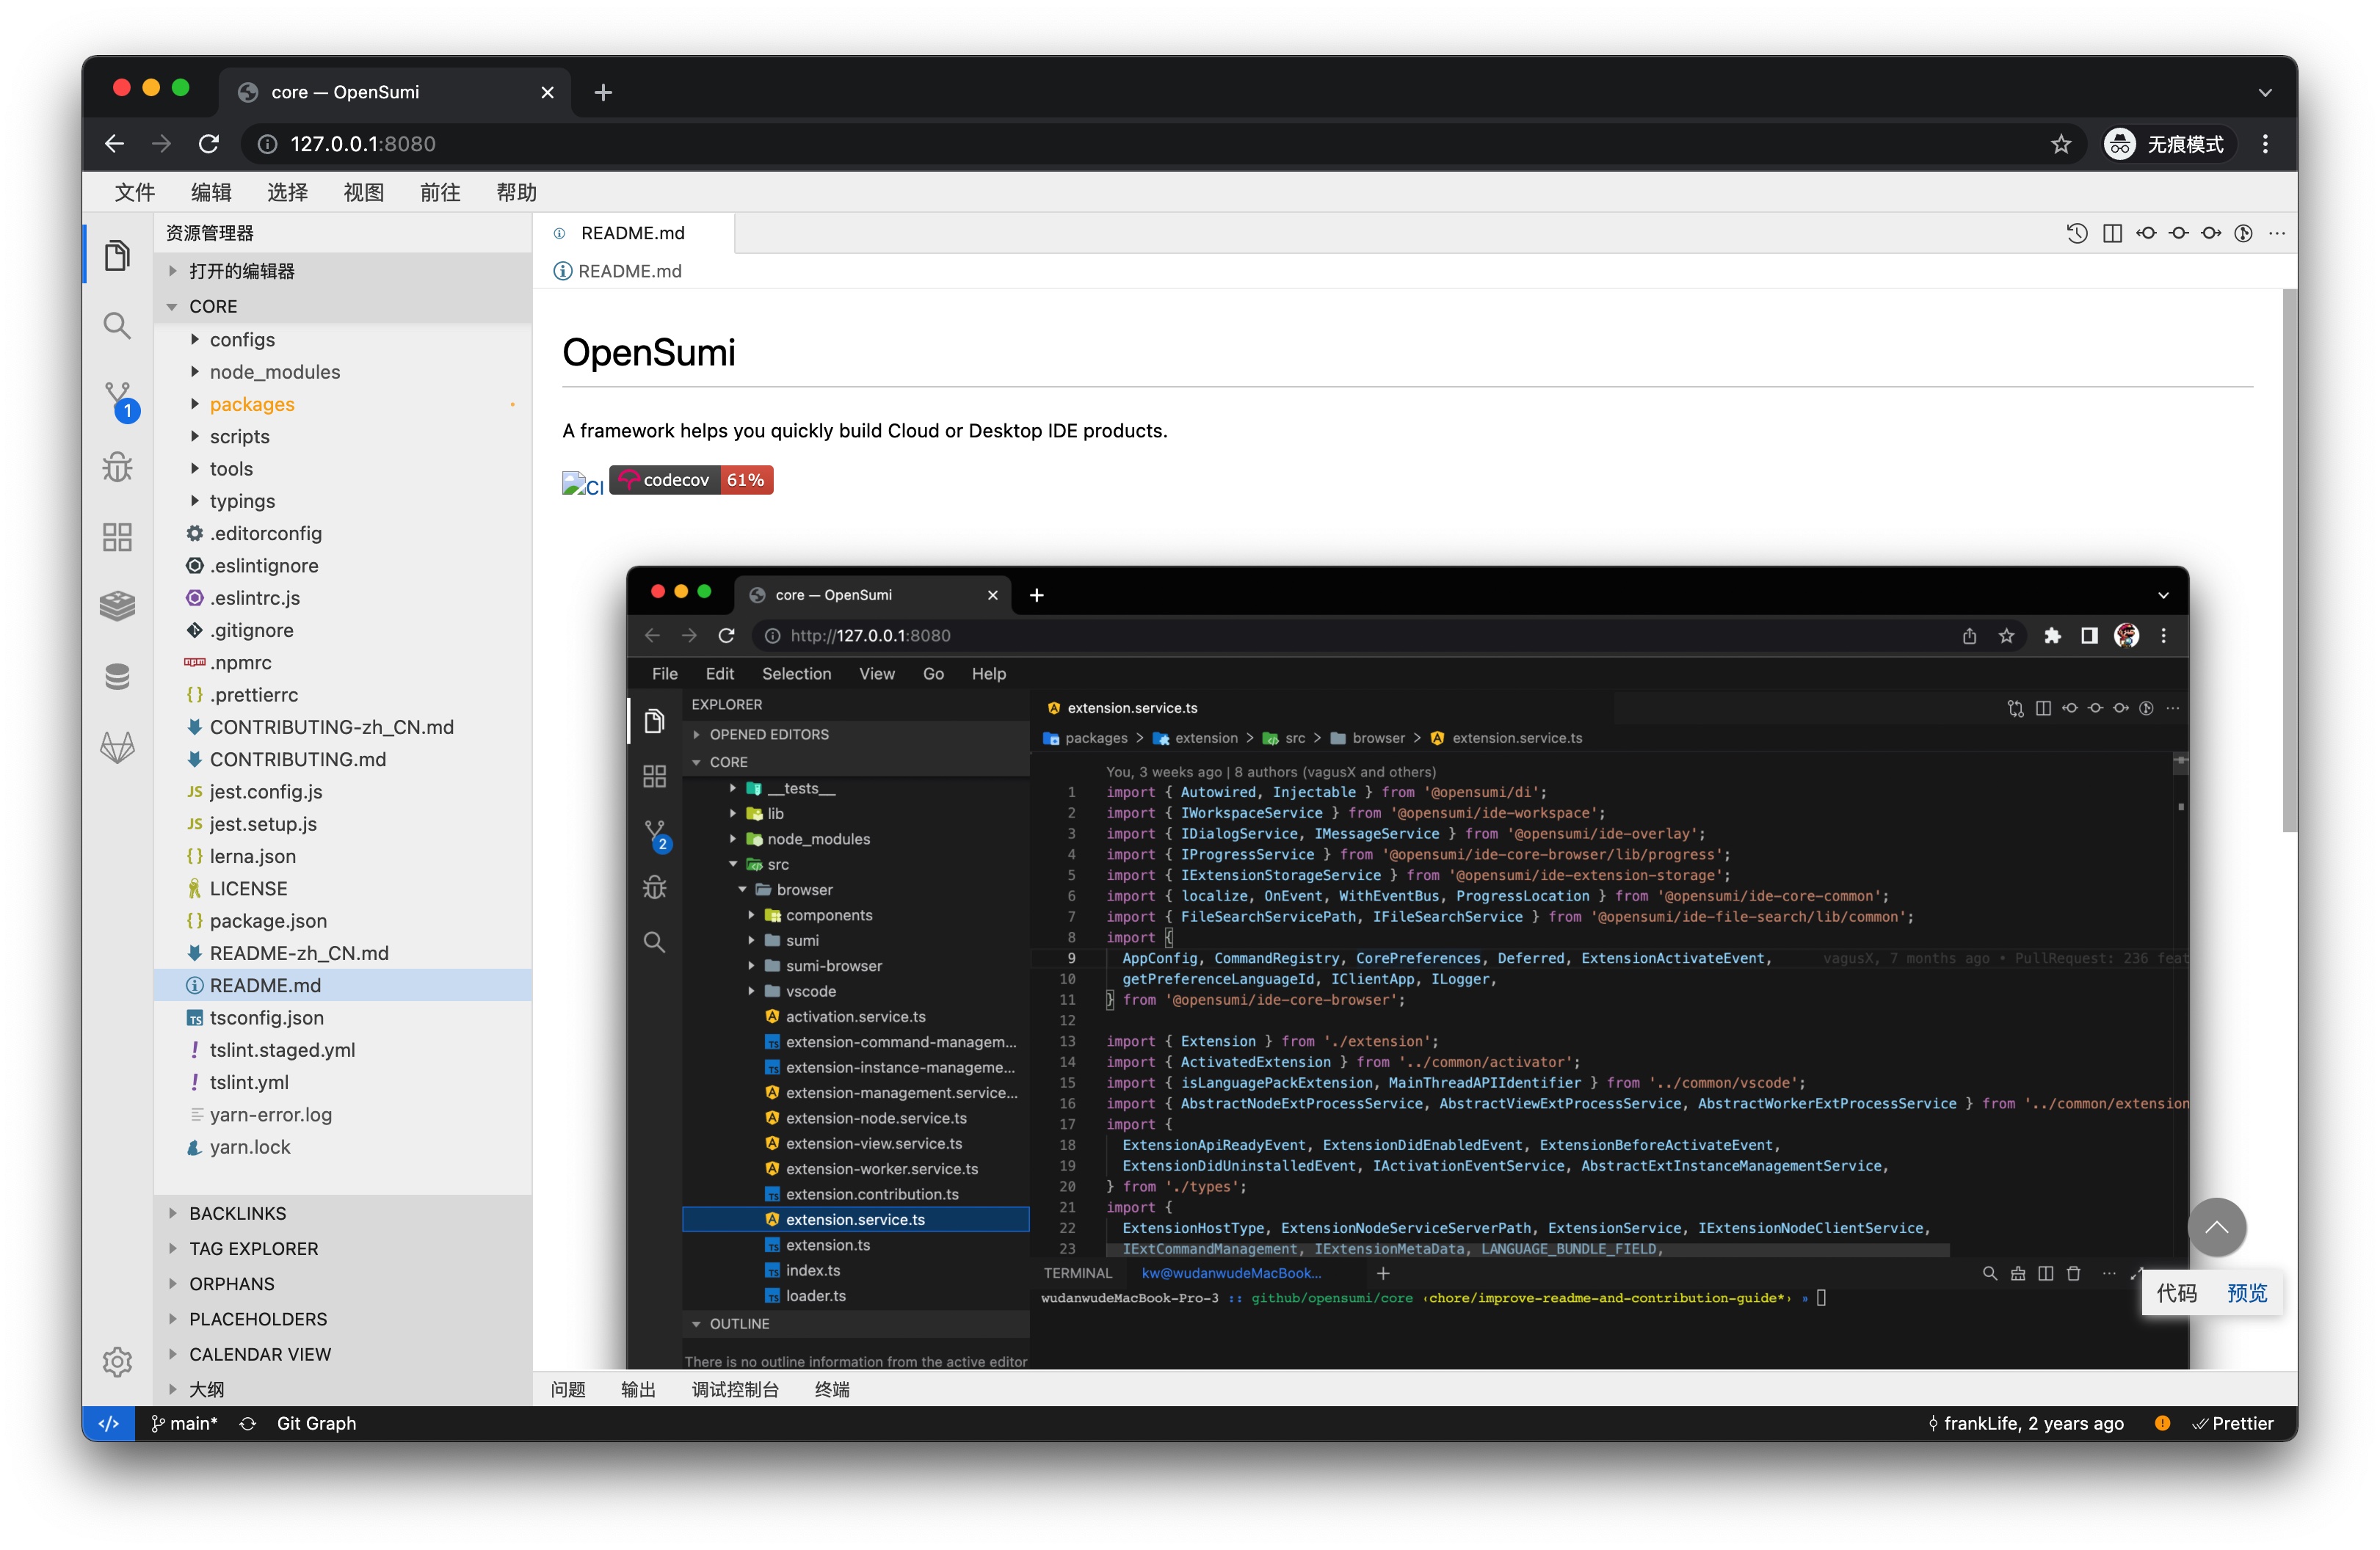 core — OpenSumi
127.0.0.1:8080
无痕模式
文件 编辑 选择 视图 前往 帮助
资源管理器
打开的编辑器
CORE
configs
node_modules
packages
scripts
tools
typings
.editorconfig
.eslintignore
.eslintrc.js
.gitignore
.npmrc
.prettierrc
CONTRIBUTING-zh_CN.md
CONTRIBUTING.md
jest.config.js
jest.setup.js
lerna.json
LICENSE
package.json
README-zh_CN.md
README.md
tsconfig.json
tslint.staged.yml
tslint.yml
yarn-error.log
yarn.lock
BACKLINKS
TAG EXPLORER
ORPHANS
PLACEHOLDERS
CALENDAR VIEW
大纲
1
README.md
README.md
OpenSumi
A framework helps you quickly build Cloud or Desktop IDE products.
CI codecov 61%
core — OpenSumi
http://127.0.0.1:8080
File Edit Selection View Go Help
EXPLORER
OPENED EDITORS
CORE
__tests__
lib
node_modules
src
browser
components
sumi
sumi-browser
vscode
activation.service.ts
extension-command-managem...
extension-instance-manageme...
extension-management.service...
extension-node.service.ts
extension-view.service.ts
extension-worker.service.ts
extension.contribution.ts
extension.service.ts
extension.ts
index.ts
loader.ts
OUTLINE
There is no outline information from the active editor
2
extension.service.ts
packages > extension > src > browser > extension.service.ts
You, 3 weeks ago | 8 authors (vagusX and others)
1 import { Autowired, Injectable } from '@opensumi/di';
2 import { IWorkspaceService } from '@opensumi/ide-workspace';
3 import { IDialogService, IMessageService } from '@opensumi/ide-overlay';
4 import { IProgressService } from '@opensumi/ide-core-browser/lib/progress';
5 import { IExtensionStorageService } from '@opensumi/ide-extension-storage';
6 import { localize, OnEvent, WithEventBus, ProgressLocation } from '@opensumi/ide-core-common';
7 import { FileSearchServicePath, IFileSearchService } from '@opensumi/ide-file-search/lib/common';
8 import {
9 AppConfig, CommandRegistry, CorePreferences, Deferred, ExtensionActivateEvent, vagusX, 7 months ago • PullRequest: 236 feat
10 getPreferenceLanguageId, IClientApp, ILogger,
11 } from '@opensumi/ide-core-browser';
12
13 import { Extension } from './extension';
14 import { ActivatedExtension } from '../common/activator';
15 import { isLanguagePackExtension, MainThreadAPIIdentifier } from '../common/vscode';
16 import { AbstractNodeExtProcessService, AbstractViewExtProcessService, AbstractWorkerExtProcessService } from '../common/extension
17 import {
18 ExtensionApiReadyEvent, ExtensionDidEnabledEvent, ExtensionBeforeActivateEvent,
19 ExtensionDidUninstalledEvent, IActivationEventService, AbstractExtInstanceManagementService,
20 } from './types';
21 import {
22 ExtensionHostType, ExtensionNodeServiceServerPath, ExtensionService, IExtensionNodeClientService,
23 IExtCommandManagement, IExtensionMetaData, LANGUAGE_BUNDLE_FIELD,
TERMINAL kw@wudanwudeMacBook...
wudanwudeMacBook-Pro-3 :: github/opensumi/core ‹chore/improve-readme-and-contribution-guide*› »
代码 预览
问题 输出 调试控制台 终端
main* Git Graph
frankLife, 2 years ago Prettier